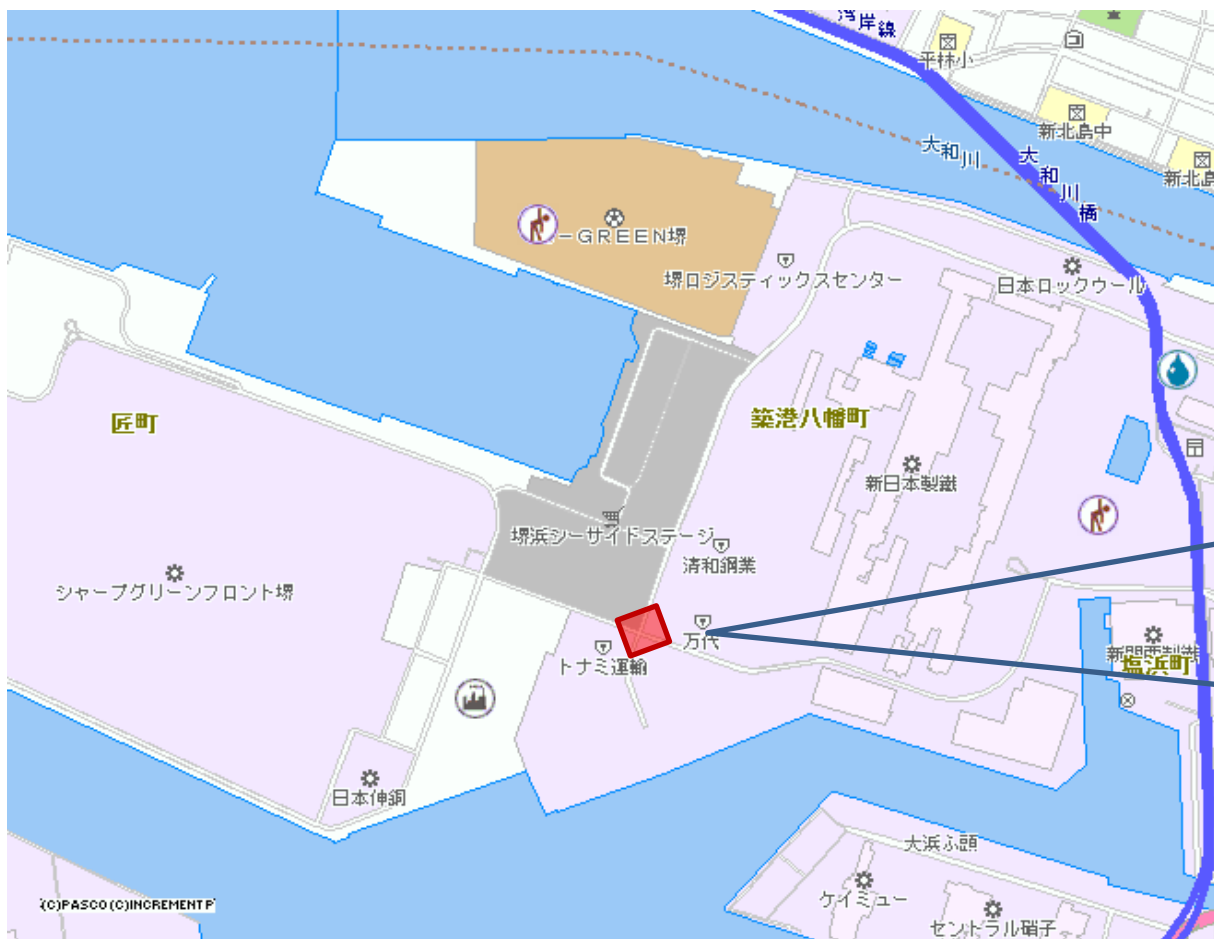 湾岸線
平林小
新北島中
新北島
大和川
大和川橋
-GREEN堺
堺ロジスティックスセンター
日本ロックウール
匠町
築港八幡町
新日本製鐵
堺浜シーサイドステージ
清和鋼業
シャープグリーンフロント堺
万代
トナミ運輸
新関西製鐵
塩浜町
日本伸銅
大浜ふ頭
ケイミュー
セントラル硝子
(C)PASCO(C)INCREMENT P